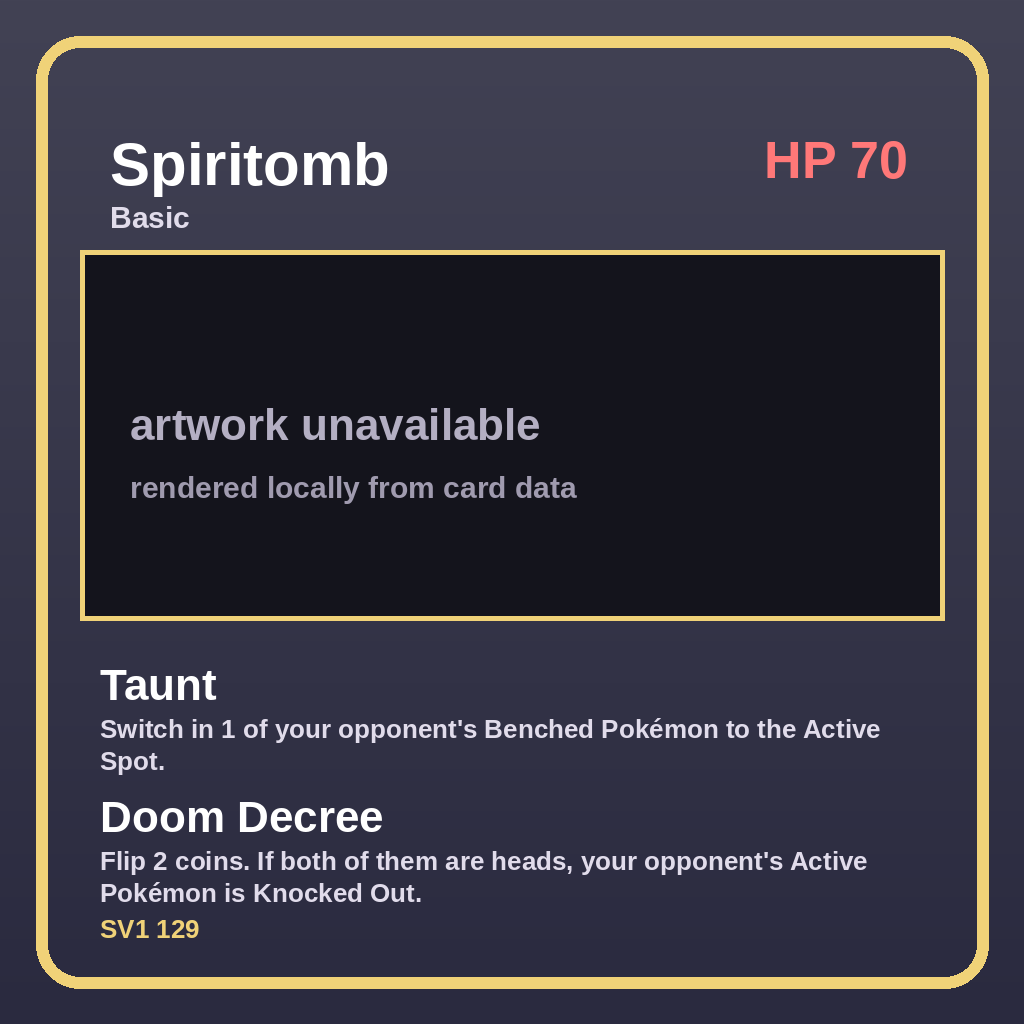 Spiritomb
HP 70
Basic
artwork unavailable
rendered locally from card data
Taunt
Switch in 1 of your opponent's Benched Pokémon to the Active
Spot.
Doom Decree
Flip 2 coins. If both of them are heads, your opponent's Active
Pokémon is Knocked Out.
SV1 129